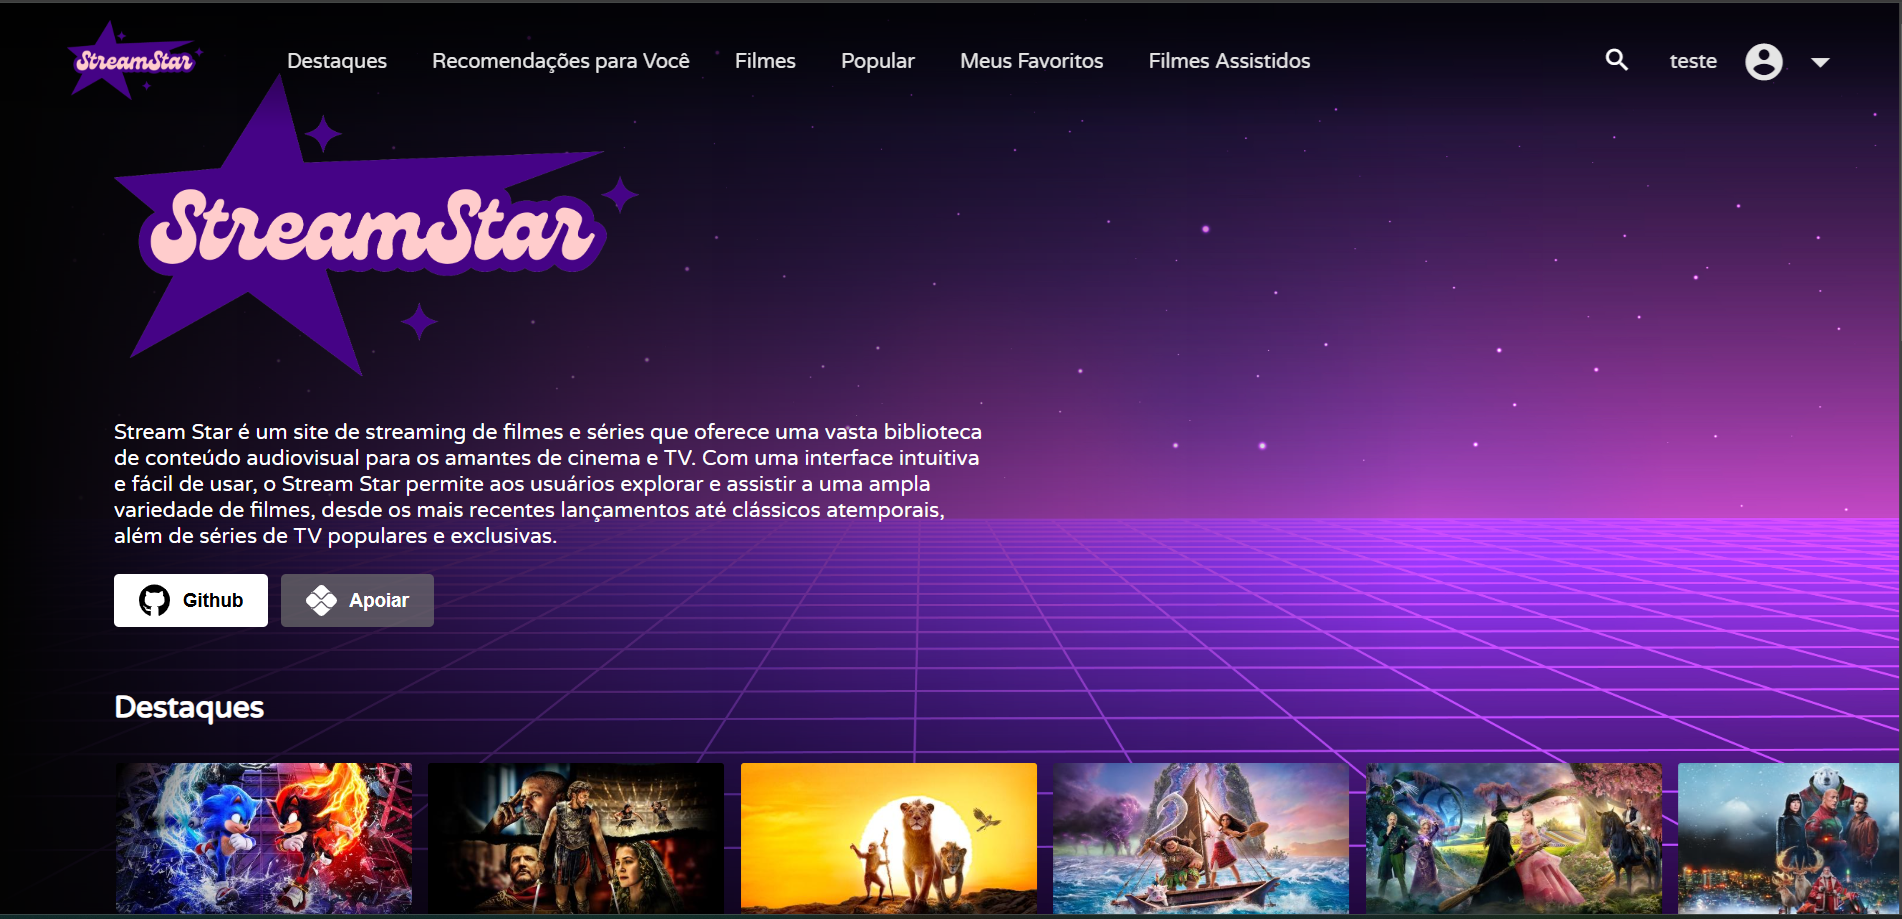 StreamStar
Destaques
Recomendações para Você
Filmes
Popular
Meus Favoritos
Filmes Assistidos
teste
StreamStar
Stream Star é um site de streaming de filmes e séries que oferece uma vasta biblioteca
de conteúdo audiovisual para os amantes de cinema e TV. Com uma interface intuitiva
e fácil de usar, o Stream Star permite aos usuários explorar e assistir a uma ampla
variedade de filmes, desde os mais recentes lançamentos até clássicos atemporais,
além de séries de TV populares e exclusivas.
Github
Apoiar
Destaques